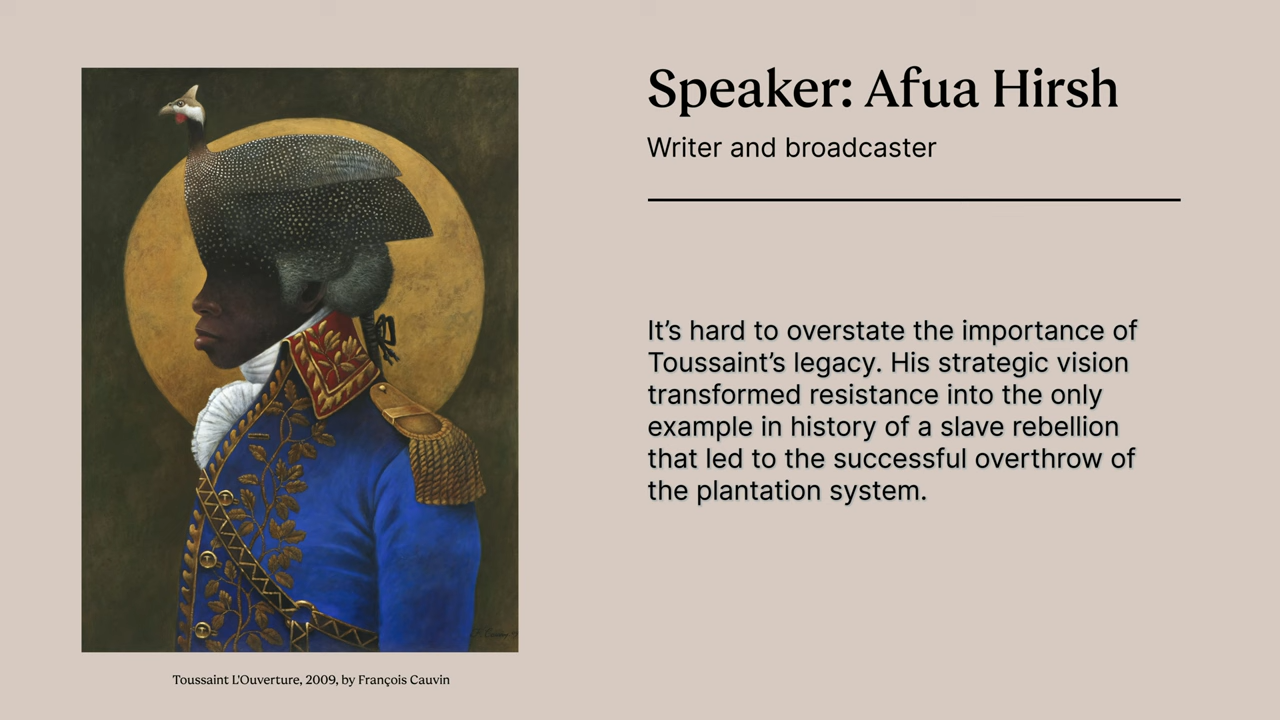 Speaker: Afua Hirsh
Writer and broadcaster
It’s hard to overstate the importance of
Toussaint’s legacy. His strategic vision
transformed resistance into the only
example in history of a slave rebellion
that led to the successful overthrow of
the plantation system.
Toussaint L'Ouverture, 2009, by François Cauvin